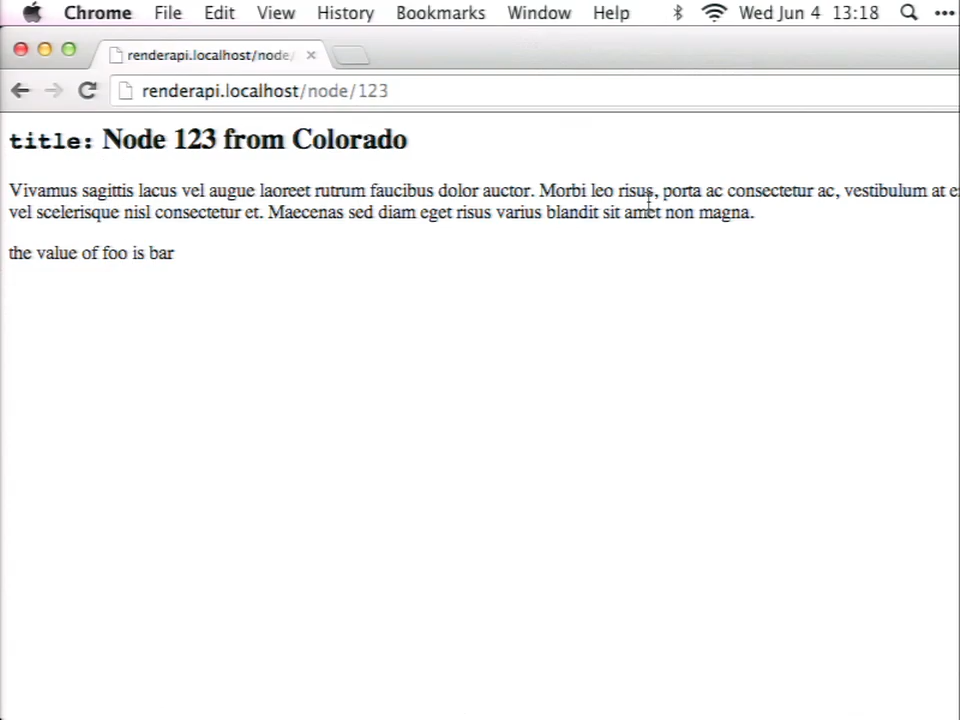 Chrome File Edit View History Bookmarks Window Help Wed Jun 4 13:18
renderapi.localhost/node/
renderapi.localhost/node/123
title: Node 123 from Colorado
Vivamus sagittis lacus vel augue laoreet rutrum faucibus dolor auctor. Morbi leo risus, porta ac consectetur ac, vestibulum at
vel scelerisque nisl consectetur et. Maecenas sed diam eget risus varius blandit sit amet non magna.
the value of foo is bar